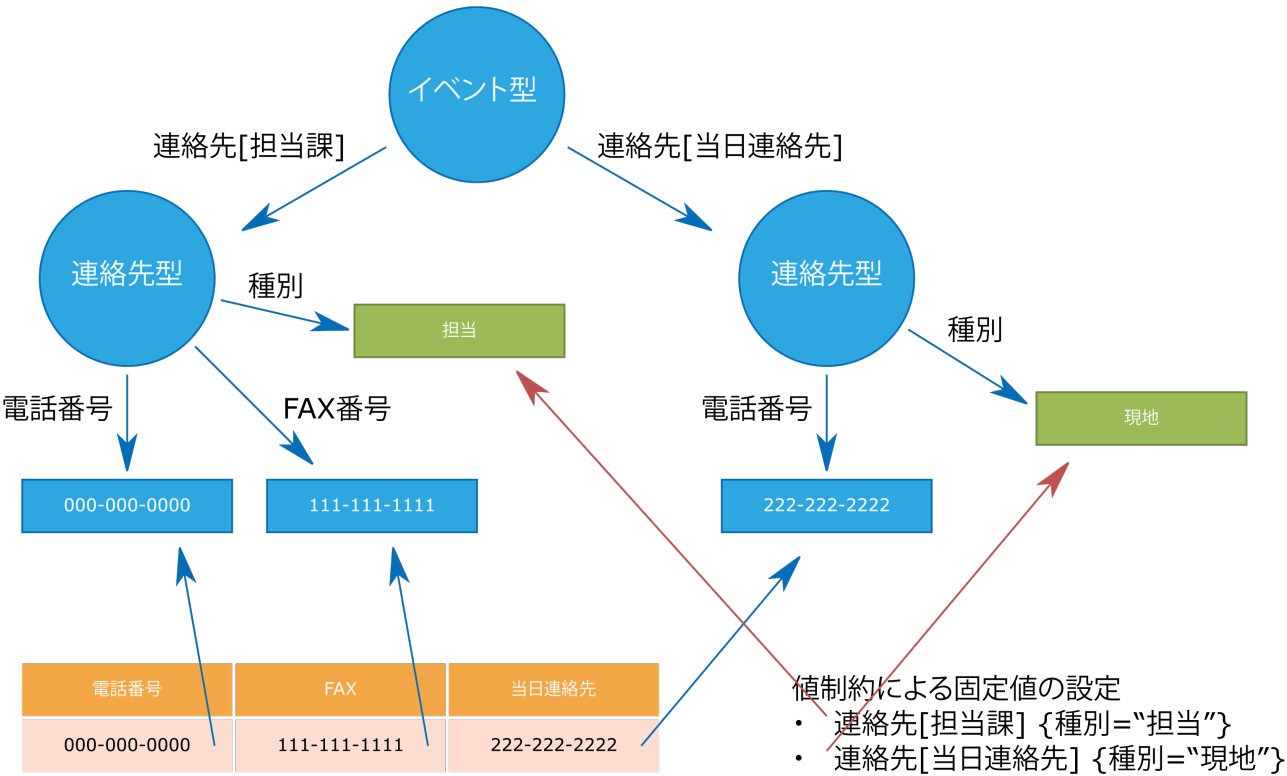 イベント型
連絡先[担当課]
連絡先[当日連絡先]
連絡先型
連絡先型
種別
担当
種別
電話番号
FAX番号
電話番号
現地
000-000-0000
111-111-1111
222-222-2222
電話番号
FAX
当日連絡先
000-000-0000
111-111-1111
222-222-2222
値制約による固定値の設定
・ 連絡先[担当課] {種別=“担当”}
・ 連絡先[当日連絡先] {種別=“現地”}